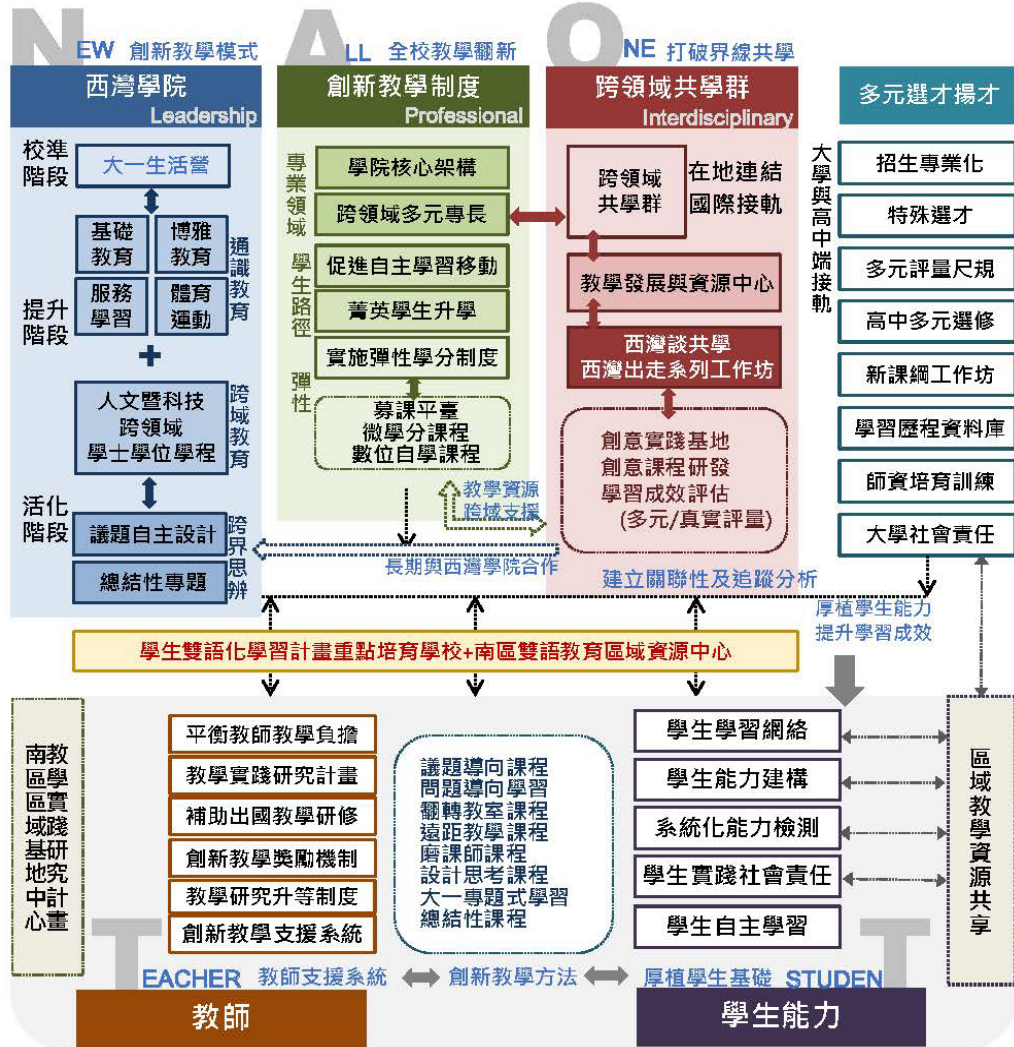 NEW 創新教學模式
西灣學院
Leadership
校準
階段
大一生活營
基礎
教育
博雅
教育
服務
學習
體育
運動
通識教育
提升
階段
+
人文暨科技
跨領域
學士學位學程
跨域教育
活化
階段
議題自主設計
總結性專題
跨界思辨
ALL 全校教學翻新
創新教學制度
Professional
專業領域
學院核心架構
跨領域多元專長
學生路徑
促進自主學習移動
菁英學生升學
實施彈性學分制度
彈性
募課平臺
微學分課程
數位自學課程
教學資源
跨域支援
長期與西灣學院合作
ONE 打破界線共學
跨領域共學群
Interdisciplinary
跨領域
共學群
在地連結
國際接軌
教學發展與資源中心
西灣談共學
西灣出走系列工作坊
創意實踐基地
創意課程研發
學習成效評估
(多元/真實評量)
建立關聯性及追蹤分析
多元選才揚才
大學與高中端接軌
招生專業化
特殊選才
多元評量尺規
高中多元選修
新課綱工作坊
學習歷程資料庫
師資培育訓練
大學社會責任
厚植學生能力
提升學習成效
學生雙語化學習計畫重點培育學校+南區雙語教育區域資源中心
教學實踐研究計畫
南區區域基地中心
平衡教師教學負擔
教學實踐研究計畫
補助出國教學研修
創新教學獎勵機制
教學研究升等制度
創新教學支援系統
議題導向課程
問題導向學習
翻轉教室課程
遠距教學課程
磨課師課程
設計思考課程
大一專題式學習
總結性課程
學生學習網絡
學生能力建構
系統化能力檢測
學生實踐社會責任
學生自主學習
區域教學資源共享
TEACHER 教師支援系統
創新教學方法
厚植學生基礎 STUDENT
教師
學生能力